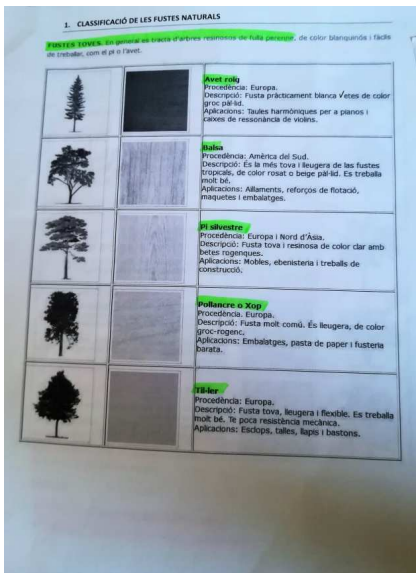 1. CLASSIFICACIÓ DE LES FUSTES NATURALS
FUSTES TOVES. En general es tracta d'arbres resinosos de fulla perenne, de color blanquinós i fàcils
de treballar, com el pi o l'avet.
Avet roig
Procedència: Europa.
Descripció: Fusta pràcticament blanca Vetes de color
groc pàl·lid.
Aplicacions: Taules harmòniques per a pianos i
caixes de ressonància de violins.
Balsa
Procedència: Amèrica del Sud.
Descripció: És la més tova i lleugera de las fustes
tropicals, de color rosat o beige pàl·lid. Es treballa
molt bé.
Aplicacions: Aïllaments, reforços de flotació,
maquetes i embalatges.
Pi silvestre
Procedència: Europa i Nord d'Àsia.
Descripció: Fusta tova i resinosa de color clar amb
betes rogenques.
Aplicacions: Mobles, ebenisteria i treballs de
construcció.
Pollancre o Xop
Procedència. Europa.
Descripció: Fusta molt comú. És lleugera, de color
groc-rogenc.
Aplicacions: Embalatges, pasta de paper i fusteria
barata.
Til·ler
Procedència: Europa.
Descripció: Fusta tova, lleugera i flexible. Es treballa
molt bé. Te poca resistència mecànica.
Aplicacions: Esclops, talles, llapis i bastons.